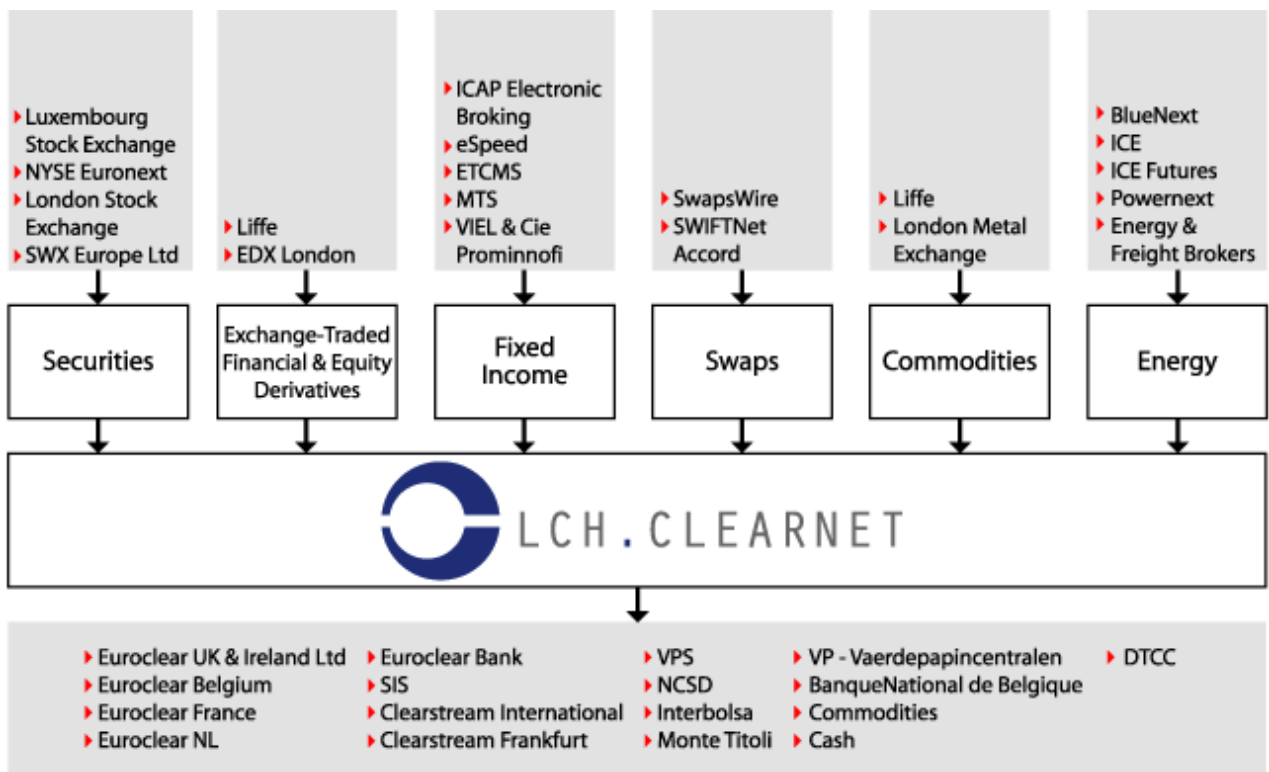 Luxembourg
Stock Exchange
NYSE Euronext
London Stock
Exchange
SWX Europe Ltd
Liffe
EDX London
ICAP Electronic
Broking
eSpeed
ETCMS
MTS
VIEL & Cie
Prominnofi
SwapsWire
SWIFTNet
Accord
Liffe
London Metal
Exchange
BlueNext
ICE
ICE Futures
Powernext
Energy &
Freight Brokers
Securities
Exchange-Traded
Financial & Equity
Derivatives
Fixed
Income
Swaps
Commodities
Energy
LCH.CLEARNET
Euroclear UK & Ireland Ltd
Euroclear Belgium
Euroclear France
Euroclear NL
Euroclear Bank
SIS
Clearstream International
Clearstream Frankfurt
VPS
NCSD
Interbolsa
Monte Titoli
VP - Vaerdepapincentralen
BanqueNational de Belgique
Commodities
Cash
DTCC